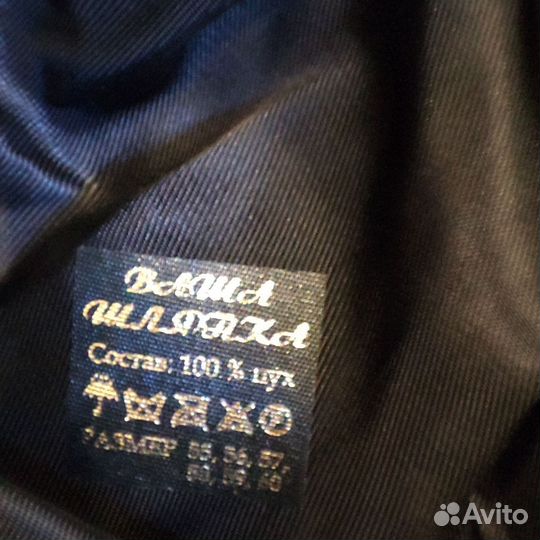 ВАША
ШЛЯПКА
Состав: 100 % пух
Ⓟ
РАЗМЕР 55, 56, 57,
58, 59, 60
Avito